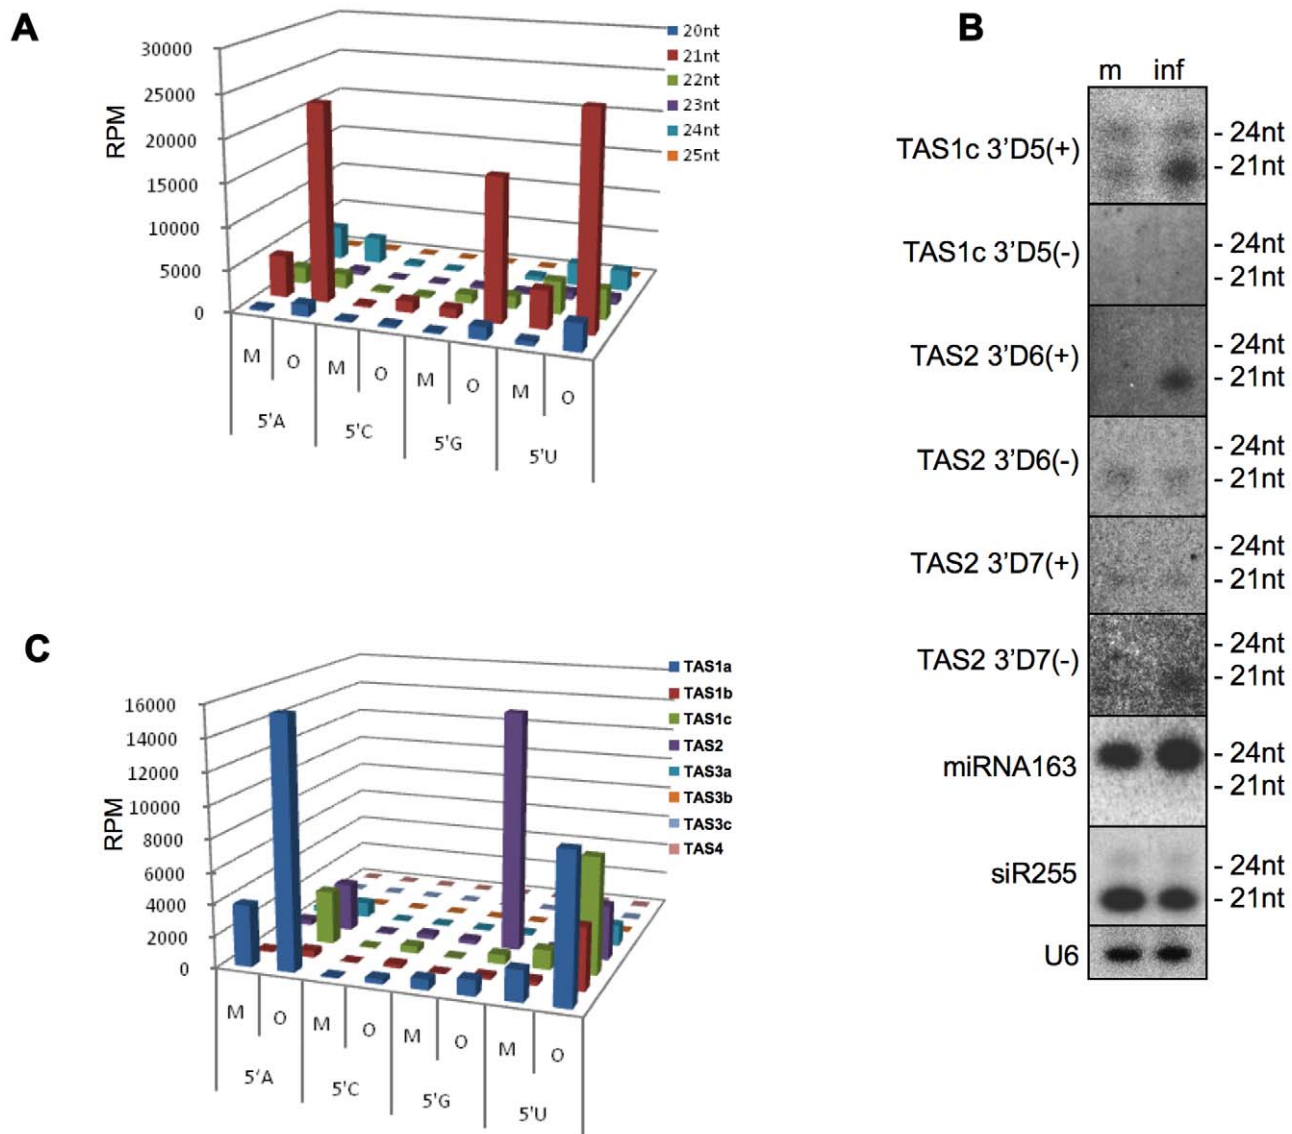 A
30000
25000
20000
15000
10000
5000
0
RPM
20nt
21nt
22nt
23nt
24nt
25nt
M O M O M O M O
5'A 5'C 5'G 5'U
B
m inf
TAS1c 3'D5(+)
- 24nt
- 21nt
TAS1c 3'D5(-)
- 24nt
- 21nt
TAS2 3'D6(+)
- 24nt
- 21nt
TAS2 3'D6(-)
- 24nt
- 21nt
TAS2 3'D7(+)
- 24nt
- 21nt
TAS2 3'D7(-)
- 24nt
- 21nt
miRNA163
- 24nt
- 21nt
siR255
- 24nt
- 21nt
U6
C
16000
14000
12000
10000
8000
6000
4000
2000
0
RPM
TAS1a
TAS1b
TAS1c
TAS2
TAS3a
TAS3b
TAS3c
TAS4
M O M O M O M O
5'A 5'C 5'G 5'U